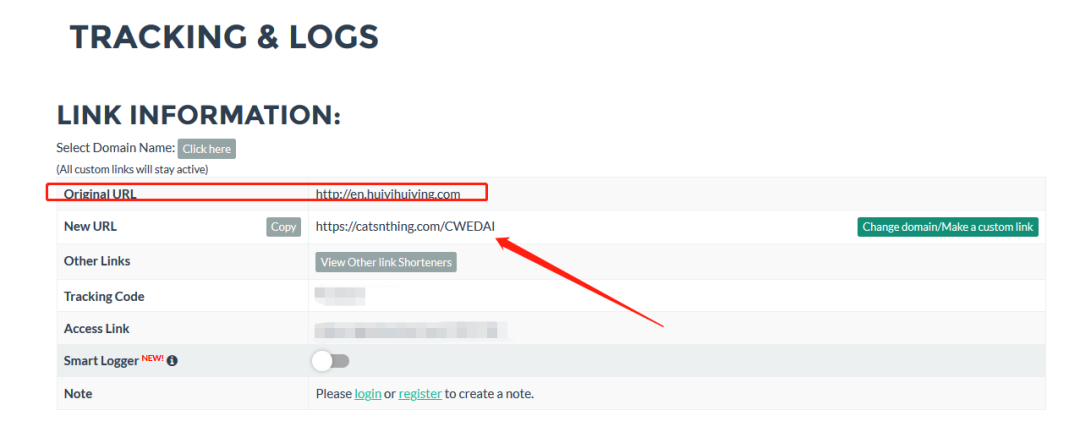 TRACKING & LOGS
LINK INFORMATION:
Select Domain Name: Click here
(All custom links will stay active)
Original URL http://en.huiyihuiying.com
New URL Copy https://catsnthing.com/CWEDAI Change domain/Make a custom link
Other Links View Other link Shorteners
Tracking Code
Access Link
Smart Logger NEW!
Note Please login or register to create a note.